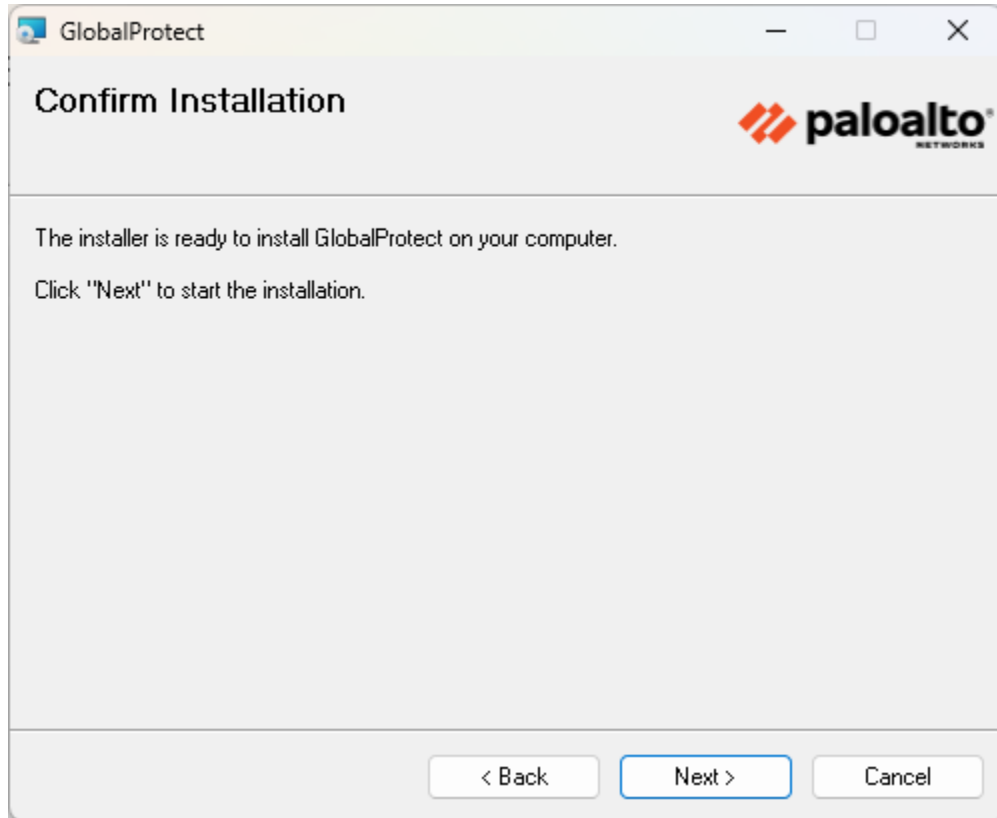 GlobalProtect
Confirm Installation
paloalto®
NETWORKS
The installer is ready to install GlobalProtect on your computer.
Click "Next" to start the installation.
< Back
Next >
Cancel